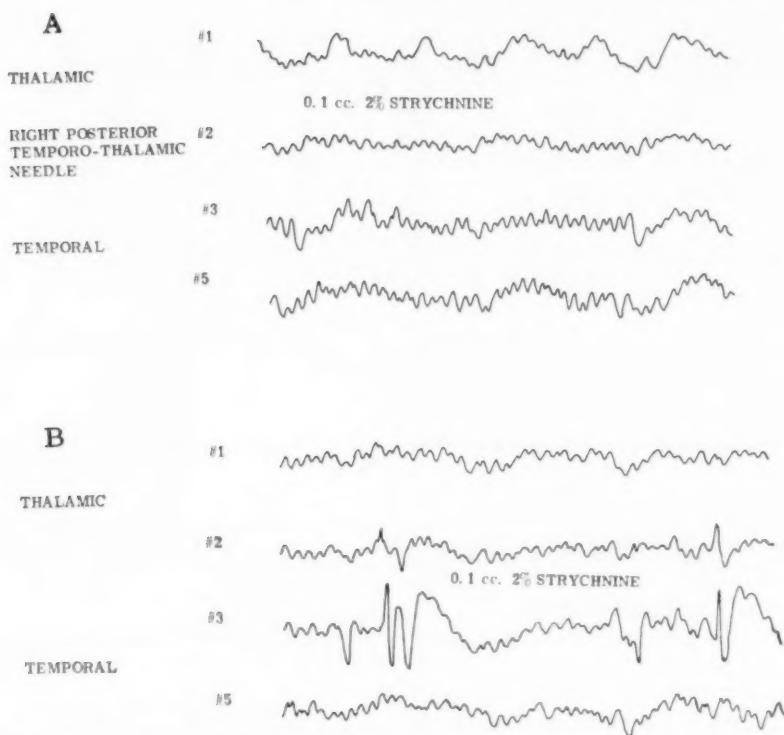 A
#1
THALAMIC
0.1 cc. 2% STRYCHNINE
RIGHT POSTERIOR
TEMPORO-THALAMIC #2
NEEDLE
#3
TEMPORAL
#5
B
#1
THALAMIC
#2
0.1 cc. 2% STRYCHNINE
#3
TEMPORAL
#5